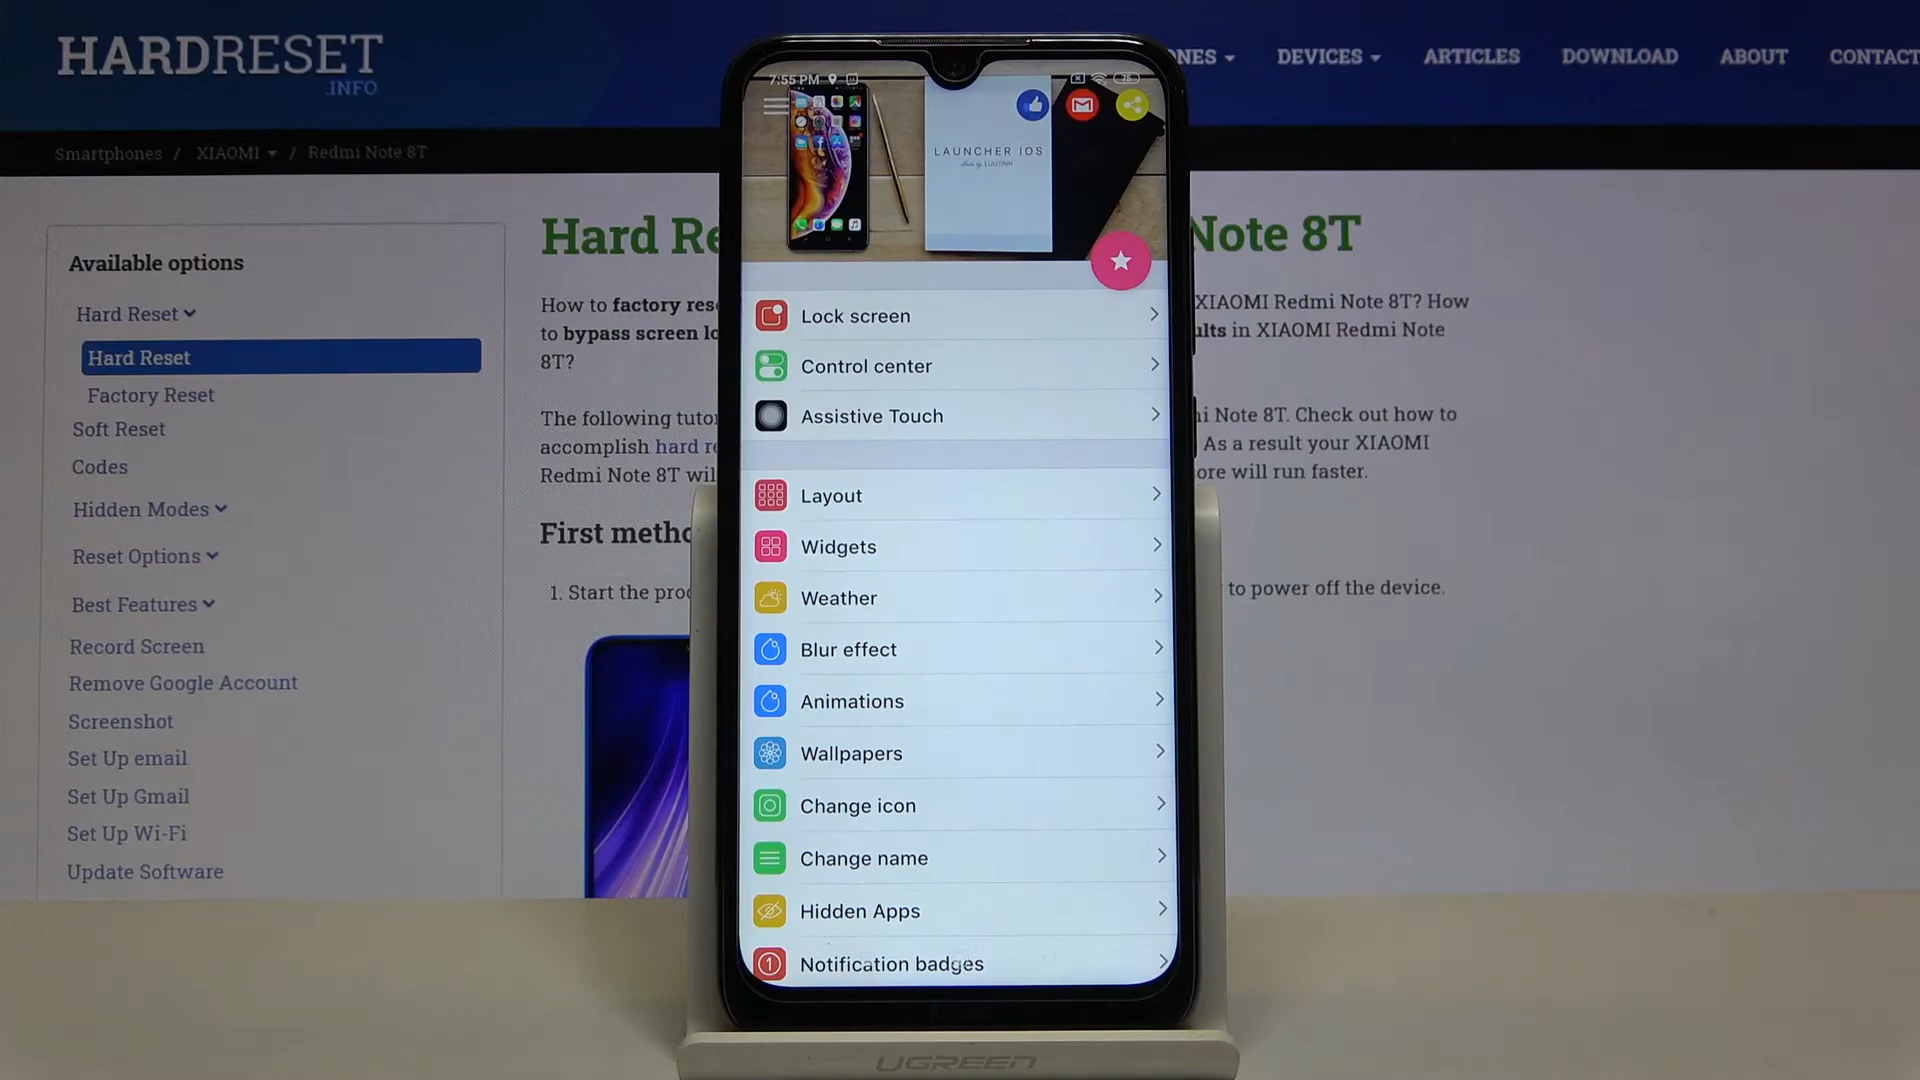 HARDRESET
.INFO
NES
DEVICES
ARTICLES
DOWNLOAD
ABOUT
CONTACT
Smartphones / XIAOMI / Redmi Note 8T
Available options
Hard Reset
Hard Reset
Factory Reset
Soft Reset
Codes
Hidden Modes
Reset Options
Best Features
Record Screen
Remove Google Account
Screenshot
Set Up email
Set Up Gmail
Set Up Wi-Fi
Update Software
Hard Re
Note 8T
How to factory res
XIAOMI Redmi Note 8T? How
to bypass screen lo
ults in XIAOMI Redmi Note
8T?
The following tutor
i Note 8T. Check out how to
accomplish hard re
As a result your XIAOMI
Redmi Note 8T wil
ore will run faster.
First metho
1. Start the pro
to power off the device.
7:55 PM
LAUNCHER IOS
Lock screen
Control center
Assistive Touch
Layout
Widgets
Weather
Blur effect
Animations
Wallpapers
Change icon
Change name
Hidden Apps
1
Notification badges
UGREEN